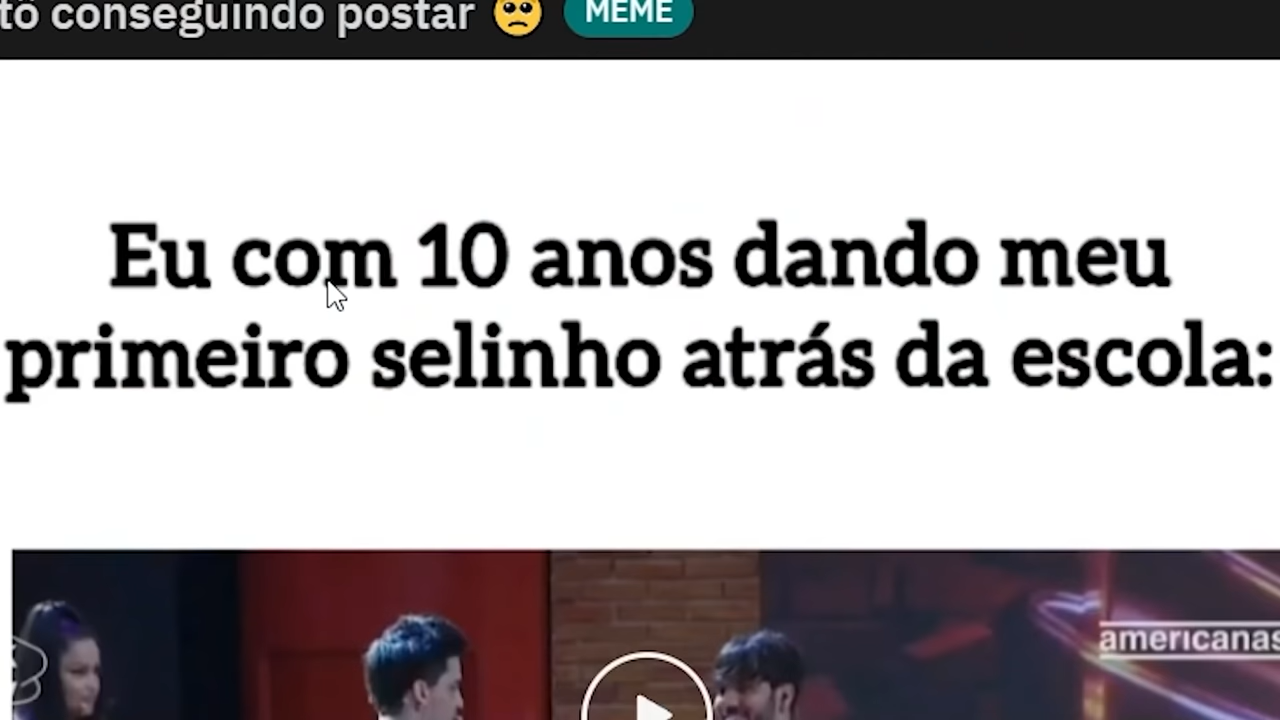 tô conseguindo postar 🥺 MEME
Eu com 10 anos dando meu
primeiro selinho atrás da escola:
americanas